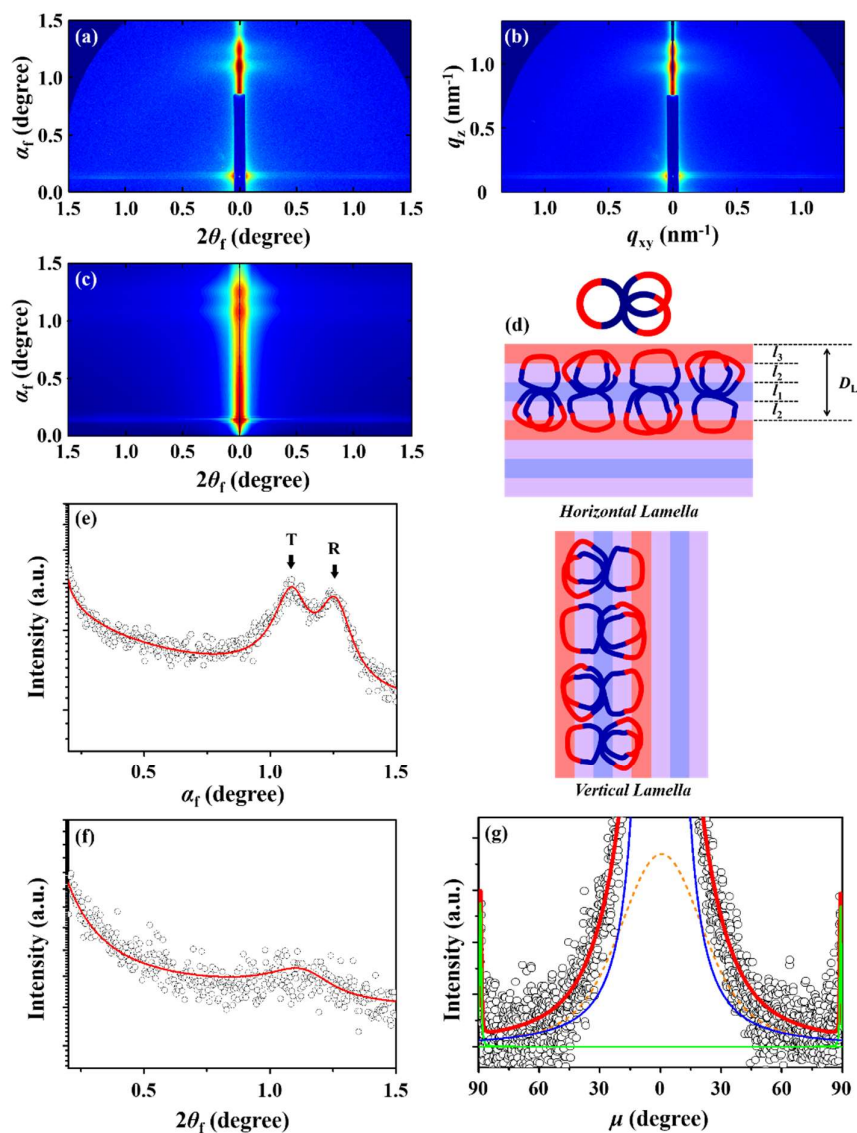 (a)
α_f (degree)
1.5
1.0
0.5
0.0
1.5 1.0 0.5 0.0 0.5 1.0 1.5
2θ_f (degree)
(b)
q_z (nm⁻¹)
1.0
0.5
0
1.0 0.5 0 0.5 1.0
q_xy (nm⁻¹)
(c)
α_f (degree)
1.5
1.0
0.5
0.0
1.5 1.0 0.5 0.0 0.5 1.0 1.5
2θ_f (degree)
(d)
l_3
l_2
l_1
l_2
D_L
Horizontal Lamella
Vertical Lamella
(e)
T
R
Intensity (a.u.)
0.5 1.0 1.5
α_f (degree)
(f)
Intensity (a.u.)
0.5 1.0 1.5
2θ_f (degree)
(g)
Intensity (a.u.)
90 60 30 0 30 60 90
μ (degree)